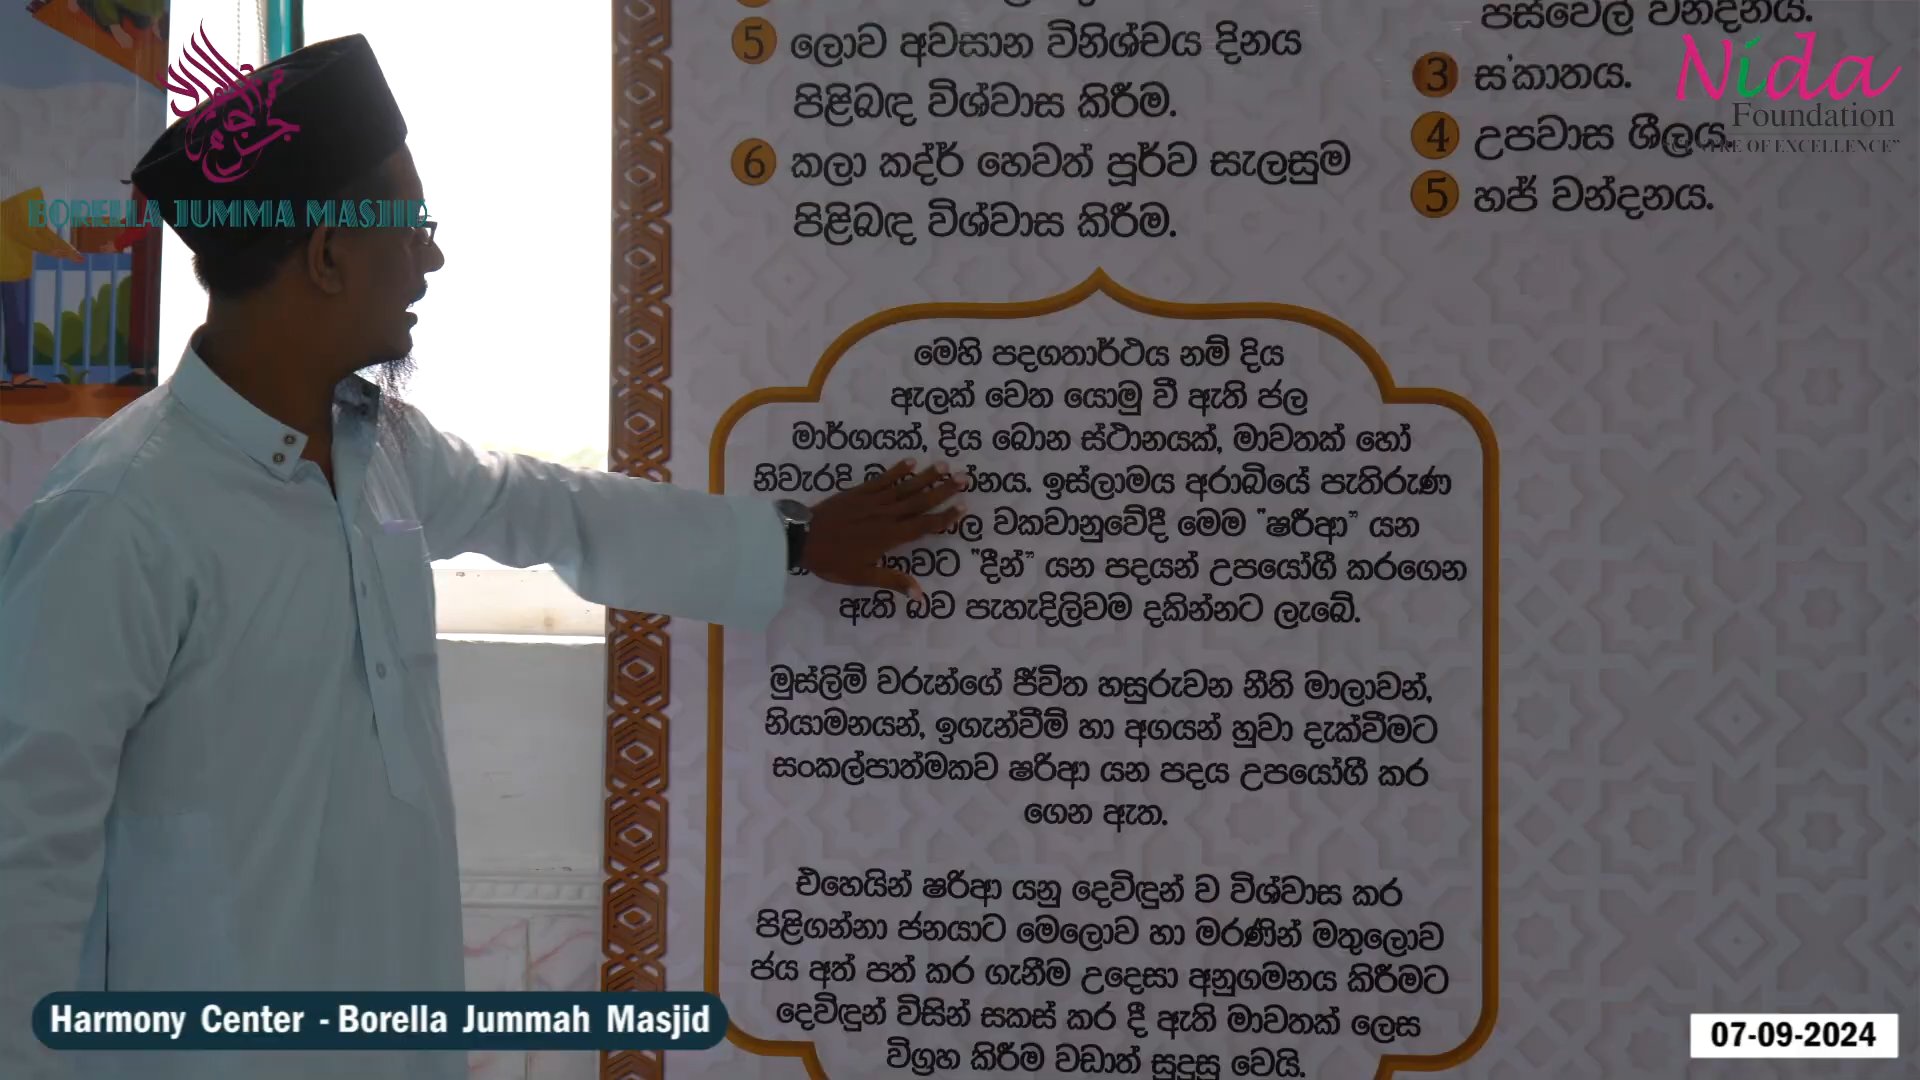 5 ලොව අවසාන විනිශ්චය දිනය
පිළිබඳ විශ්වාස කිරීම.
6 කලා කද්ර් හෙවත් පූර්ව සැලසුම
පිළිබඳ විශ්වාස කිරීම.
පස්වේල් වන්දනය.
3 ස'කාතය.
4 උපවාස ශීලය.
5 හජ් වන්දනය.
මෙහි පදගතාර්ථය නම් දිය
ඇලක් වෙත යොමු වී ඇති ජල
මාර්ගයක්, දිය බොන ස්ථානයක්, මාවතක් හෝ
නිවැරදි ඉස්ලාමය අරාබියේ පැතිරුණ
වකවානුවේදී මෙම "ෂරීආ" යන
"දීන්" යන පදයන් උපයෝගී කරගෙන
ඇති බව පැහැදිලිවම දකින්නට ලැබේ.
මුස්ලිම් වරුන්ගේ ජීවිත හසුරුවන නීති මාලාවන්,
නියාමනයන්, ඉගැන්වීම් හා අගයන් හුවා දැක්වීමට
සංකල්පාත්මකව ෂරිආ යන පදය උපයෝගී කර
ගෙන ඇත.
එහෙයින් ෂරිආ යනු දෙවිඳුන් ව විශ්වාස කර
පිළිගන්නා ජනයාට මෙලොව හා මරණින් මතුලොව
ජය අත් පත් කර ගැනීම උදෙසා අනුගමනය කිරීමට
දෙවිඳුන් විසින් සකස් කර දී ඇති මාවතක් ලෙස
විග්‍රහ කිරීම වඩාත් සුදුසු වෙයි.
BORELLA JUMMA MASJID
Nida
Foundation
"CENTRE OF EXCELLENCE"
Harmony Center - Borella Jummah Masjid
07-09-2024